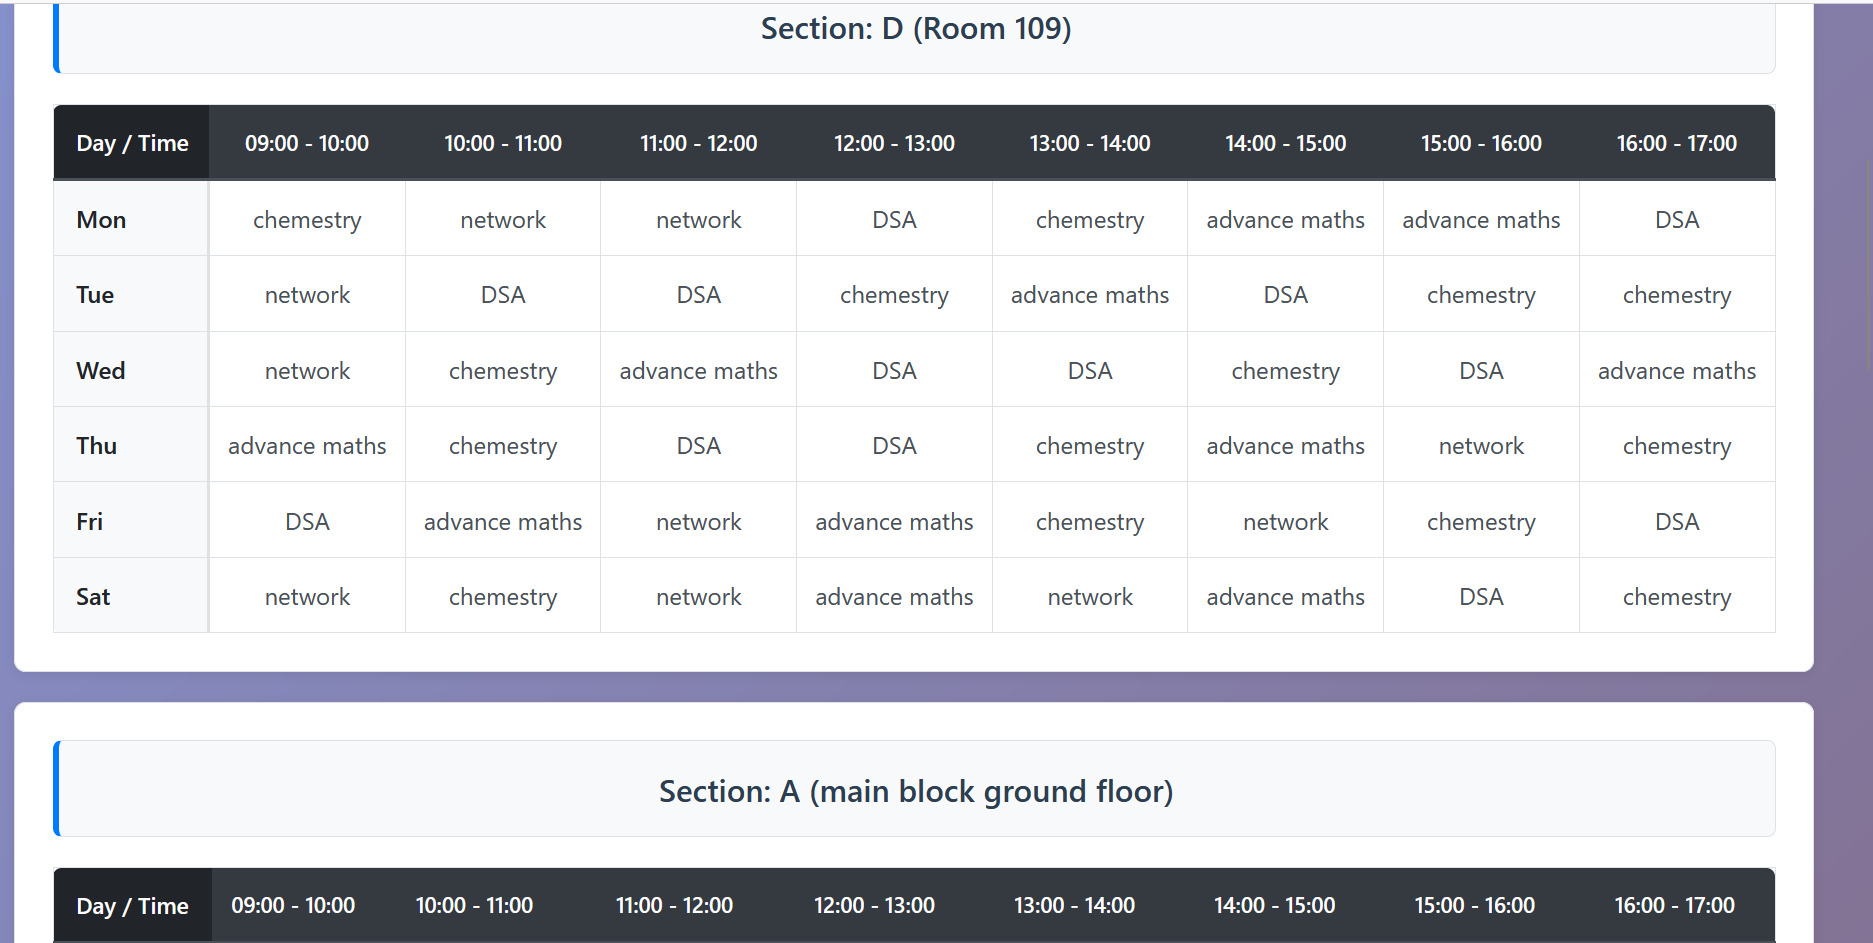 Section: D (Room 109)
Day / Time 09:00 - 10:00 10:00 - 11:00 11:00 - 12:00 12:00 - 13:00 13:00 - 14:00 14:00 - 15:00 15:00 - 16:00 16:00 - 17:00
Mon chemestry network network DSA chemestry advance maths advance maths DSA
Tue network DSA DSA chemestry advance maths DSA chemestry chemestry
Wed network chemestry advance maths DSA DSA chemestry DSA advance maths
Thu advance maths chemestry DSA DSA chemestry advance maths network chemestry
Fri DSA advance maths network advance maths chemestry network chemestry DSA
Sat network chemestry network advance maths network advance maths DSA chemestry
Section: A (main block ground floor)
Day / Time 09:00 - 10:00 10:00 - 11:00 11:00 - 12:00 12:00 - 13:00 13:00 - 14:00 14:00 - 15:00 15:00 - 16:00 16:00 - 17:00